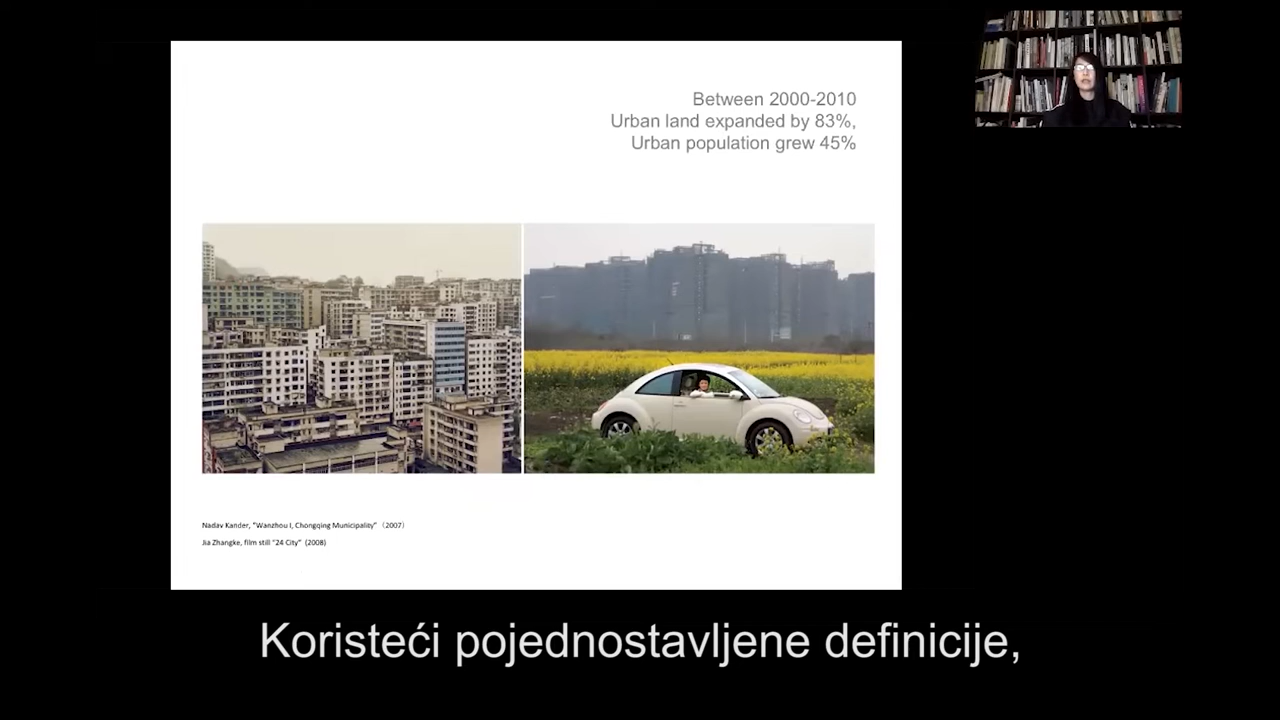 Between 2000-2010
Urban land expanded by 83%,
Urban population grew 45%
Nadav Kander, "Wanzhou I, Chongqing Municipality" （2007）
Jia Zhangke, film still "24 City" (2008)
Koristeći pojednostavljene definicije,